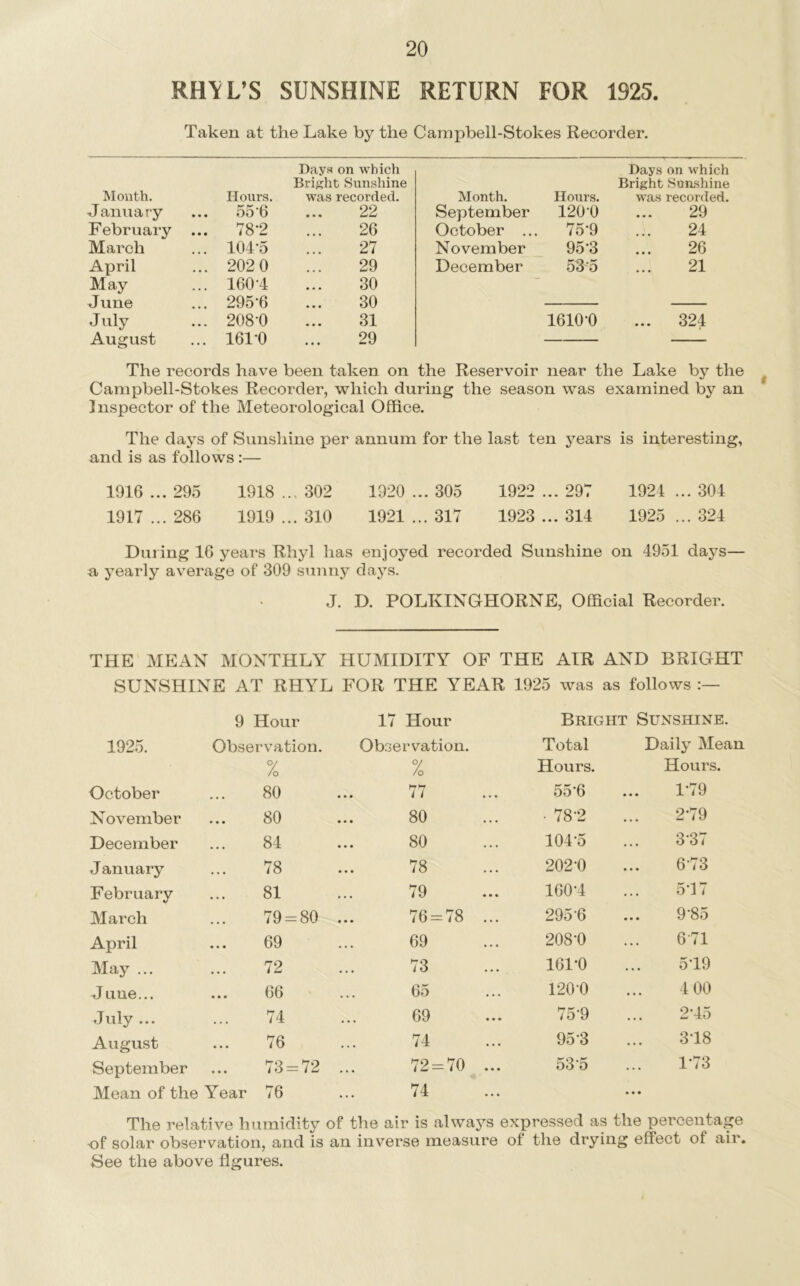 20
RHYL'S SUNSHINE RETURN FOR 1925.
Taken at the Lake by the Campbell-Stokes Recorder.
Month. Hours. Days on which Bright Sunshine was recorded.
January ... 55·6 ... 22
February ... 78·2 ... 26
March ... 104·5 ... 27
April ... 202 0 ... 29
May ... 160·4 ... 30
June ... 295·6 ... 30
July ... 208·0 ... 31
August ... 161·0 ... 29
Month. Hours. Days on which Bright Sunshine was recorded.
September 120·0 ... 29
October ... 75·9 ... 24
November 95·3 ... 26
December 53·5 ... 21
1610·0 ... 324
The records have been taken on the Reservoir near the Lake by the
Campbell-Stokes Recorder, which during the season was examined by an
Inspector of the Meteorological Office.
The days of Sunshine per annum for the last ten years is interesting,
and is as follows :—
1916 ... 295 1918 ... 302 1920 ... 305 1922 ... 297 1924 ... 304
1917 ... 286 1919 ... 310 1921 ... 317 1923 ... 314 1925 ... 324
During 16 years Rhyl has enjoyed recorded Sunshine on 4951 days—
a yearly average of 309 sunny days.
J. D. POLKINGHORNE, Official Recorder.
THE MEAN MONTHLY HUMIDITY OF THE AIR AND BRIGHT
SUNSHINE AT RHYL FOR THE YEAR 1925 was as follows :—
9 Hour 17 Hour BRIGHT SUNSHINE.
1925. Observation. Observation. Total Daily Mean
% % Hours. Hours.
October ... 80 ... 77 ... 55·6 ... 1·79
November ... 80 ... 80 ... 78·2 ... 2·79
December ... 84 ... 80 ... 104·5 ... 3·37
January ... 78 ... 78 ... 202·0 ... 6·73
February ... 81 ... 79 ... 160·4 ... 5·17
March ... 79=80 ... 76=78 ... 295·6 ... 9·85
April ... 69 ... 69 ... 208·0 ... 6·71
May ... ... 72 ... 73 ... 161·0 ... 5·19
June... ... 66 ... 65 ... 120·0 ... 4 00
July ... ... 74 ... 69 ... 75·9 ... 2·45
August ... 76 ... 74 ... 95·3 ... 3·18
September ... 73=72 ... 72=70 ... 53·5 ... 1·73
Mean of the Year 76 ... 74 ... ...
The relative humidity of the air is always expressed as the percentage
of solar observation, and is an inverse measure of the drying effect of air.
See the above figures.